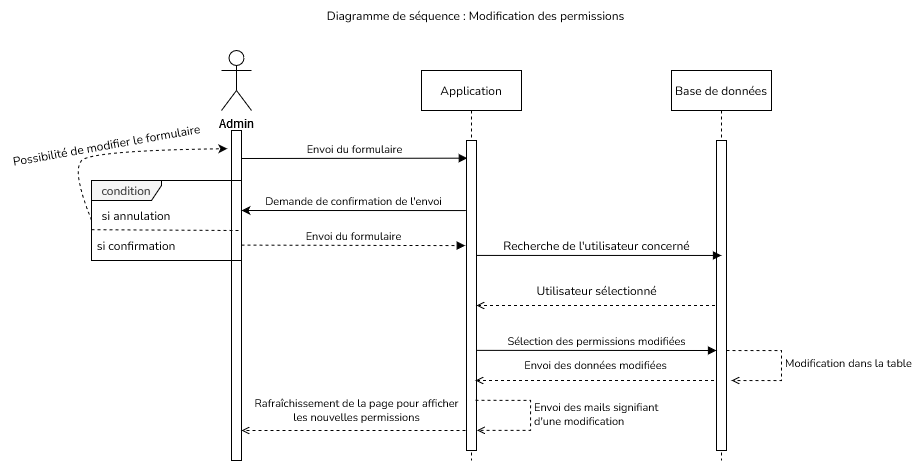 Diagramme de séquence : Modification des permissions
Application
Base de données
Admin
Possibilité de modifier le formulaire
Envoi du formulaire
condition
Demande de confirmation de l'envoi
si annulation
Envoi du formulaire
si confirmation
Recherche de l'utilisateur concerné
Utilisateur sélectionné
Sélection des permissions modifiées
Envoi des données modifiées
Modification dans la table
Rafraîchissement de la page pour afficher
les nouvelles permissions
Envoi des mails signifiant
d'une modification